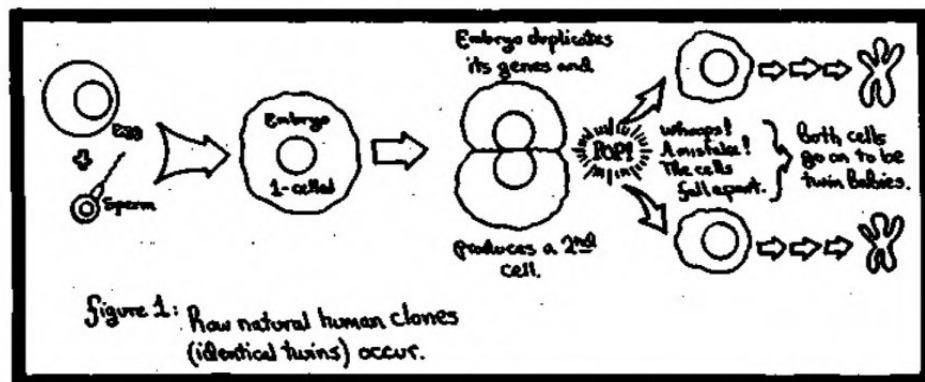 Egg
+
Sperm
Embryo
1-celled
Embryo duplicates
its genes and
produces a 2nd
cell.
POP!
Whoops!
A mistake!
The cells
fall apart.
Both cells
go on to be
twin babies.
figure 1: How natural human clones
(identical twins) occur.